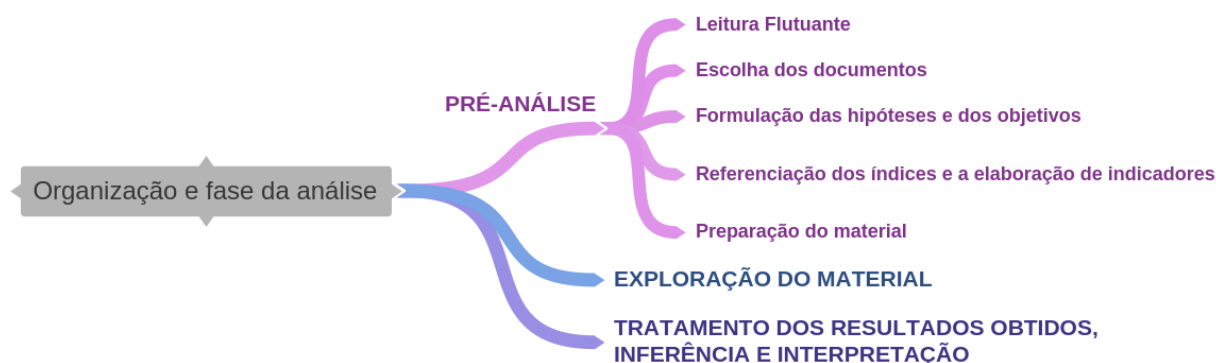 Organização e fase da análise
PRÉ-ANÁLISE
Leitura Flutuante
Escolha dos documentos
Formulação das hipóteses e dos objetivos
Referenciação dos índices e a elaboração de indicadores
Preparação do material
EXPLORAÇÃO DO MATERIAL
TRATAMENTO DOS RESULTADOS OBTIDOS,
INFERÊNCIA E INTERPRETAÇÃO